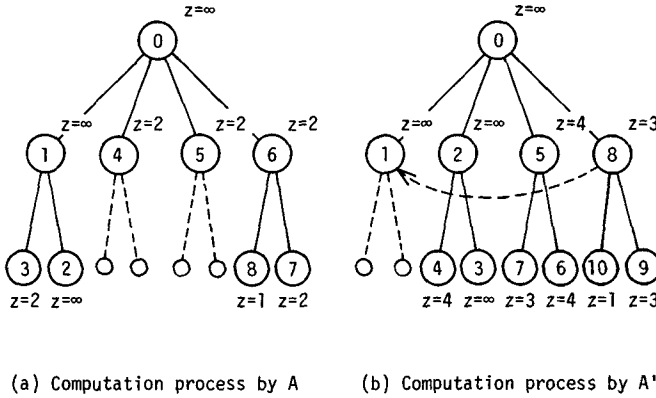 z=∞ z=∞
0 0
z=∞ z=2 z=2 z=2 z=∞ z=∞ z=4 z=3
1 4 5 6 1 2 5 8
3 2 8 7 4 3 7 6 10 9
z=2 z=∞ z=1 z=2 z=4 z=∞ z=3 z=4 z=1 z=3
(a) Computation process by A (b) Computation process by A'